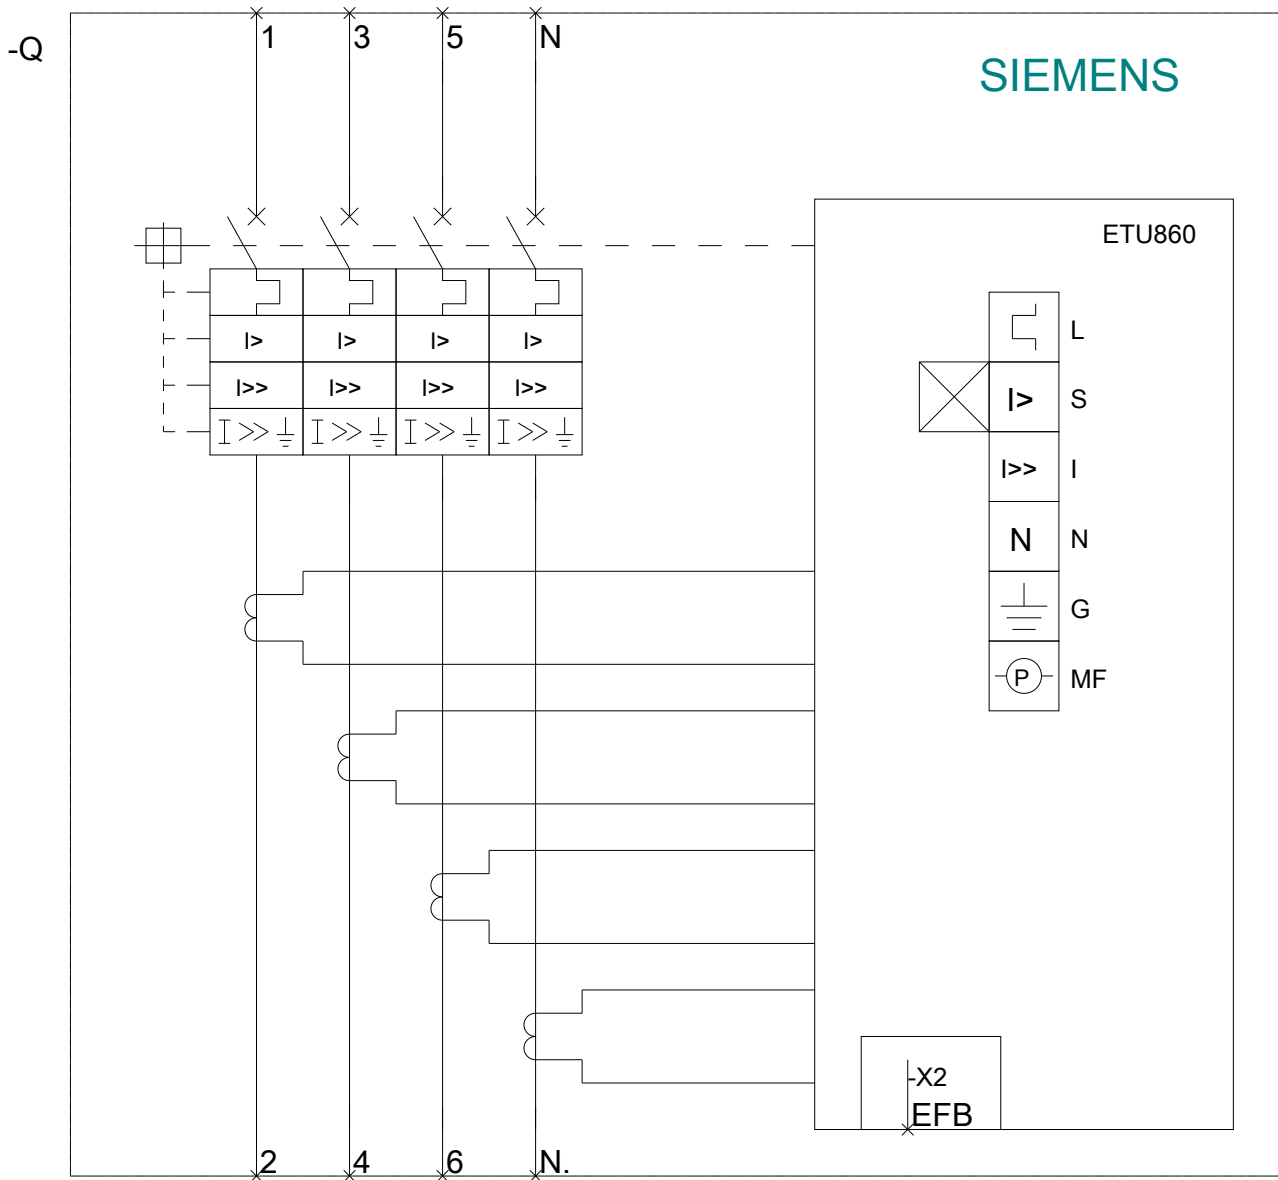 1 3 5 N
-Q
SIEMENS
ETU860
I> I> I> I>
I>> I>> I>> I>>
I >> I >> I >> I >>
L
I> S
I>> I
N N
G
P MF
-X2
EFB
2 4 6 N.